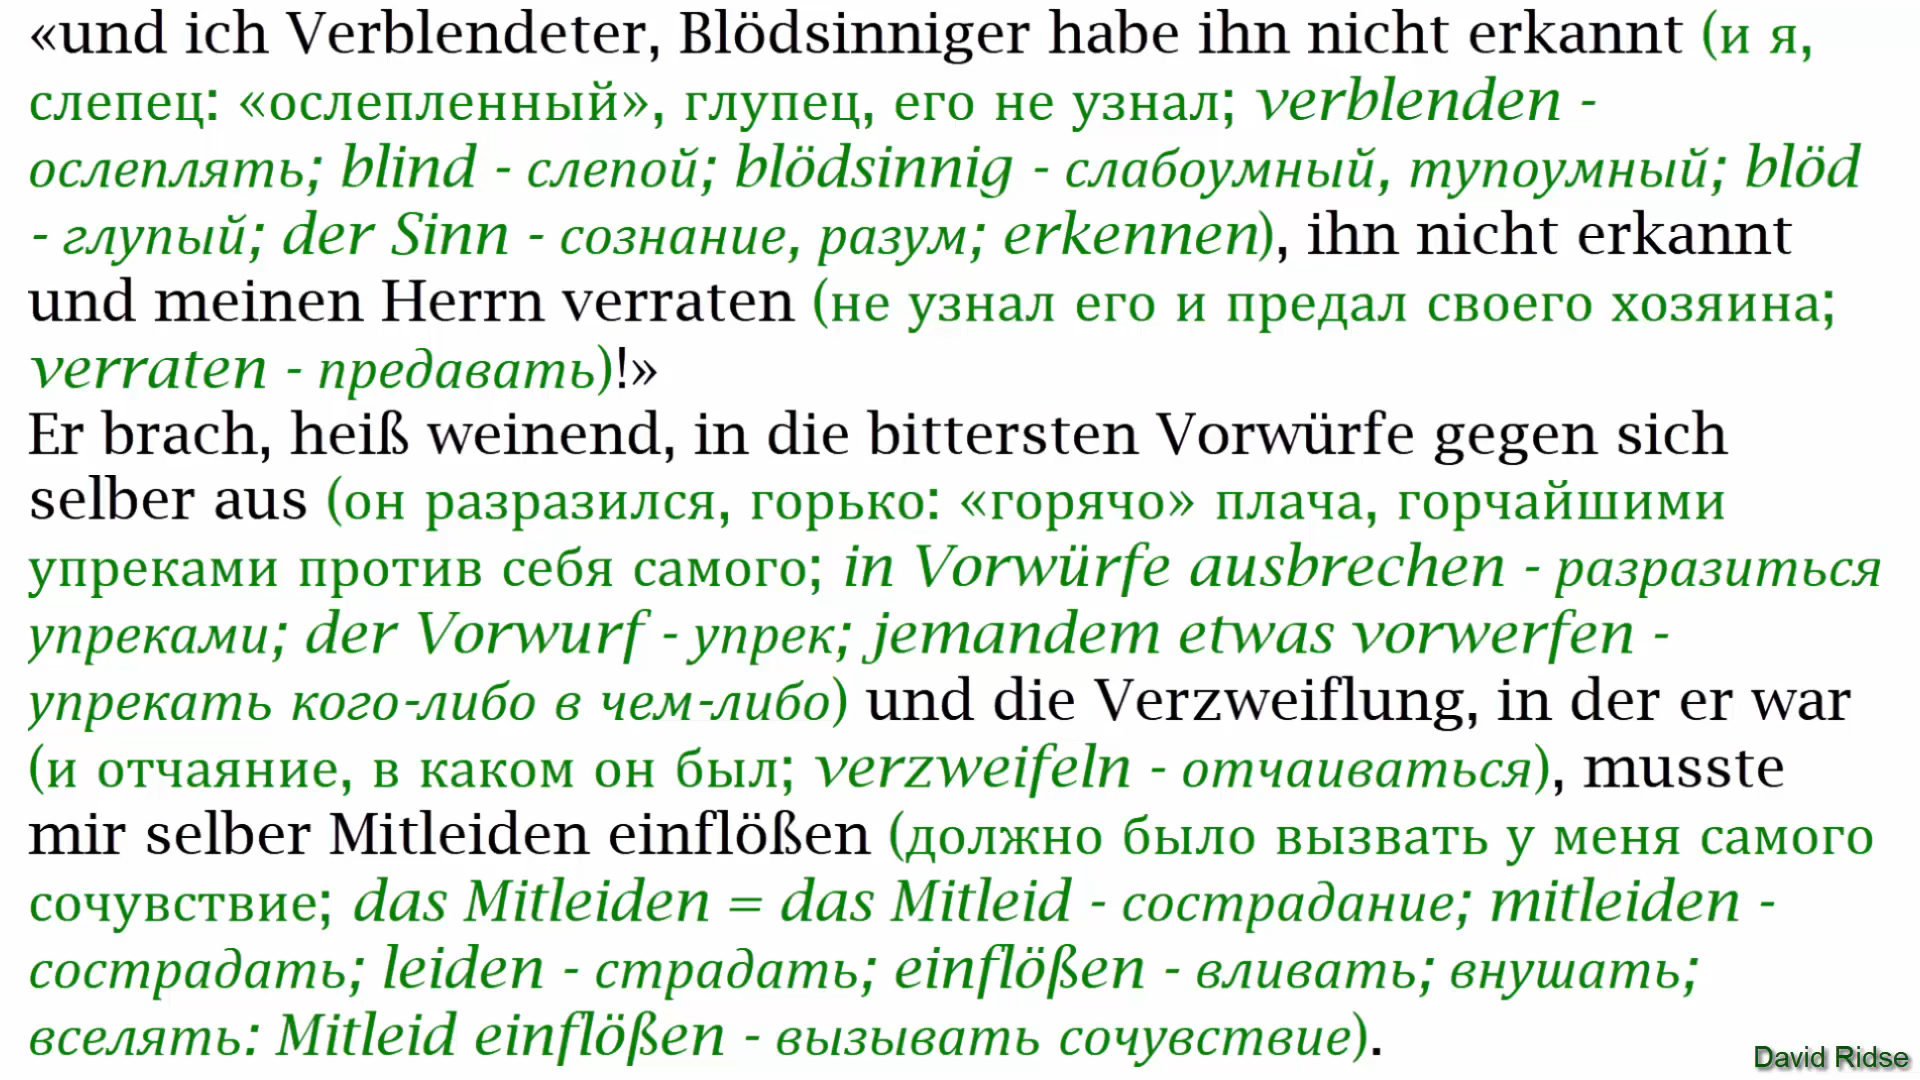 «und ich Verblendeter, Blödsinniger habe ihn nicht erkannt (и я,
слепец: «ослепленный», глупец, его не узнал; verblenden -
ослеплять; blind - слепой; blödsinnig - слабоумный, тупоумный; blöd
- глупый; der Sinn - сознание, разум; erkennen), ihn nicht erkannt
und meinen Herrn verraten (не узнал его и предал своего хозяина;
verraten - предавать)!»
Er brach, heiß weinend, in die bittersten Vorwürfe gegen sich
selber aus (он разразился, горько: «горячо» плача, горчайшими
упреками против себя самого; in Vorwürfe ausbrechen - разразиться
упреками; der Vorwurf - упрек; jemandem etwas vorwerfen -
упрекать кого-либо в чем-либо) und die Verzweiflung, in der er war
(и отчаяние, в каком он был; verzweifeln - отчаиваться), musste
mir selber Mitleiden einflößen (должно было вызвать у меня самого
сочувствие; das Mitleiden = das Mitleid - сострадание; mitleiden -
сострадать; leiden - страдать; einflößen - вливать; внушать;
вселять: Mitleid einflößen - вызывать сочувствие).
David Ridse